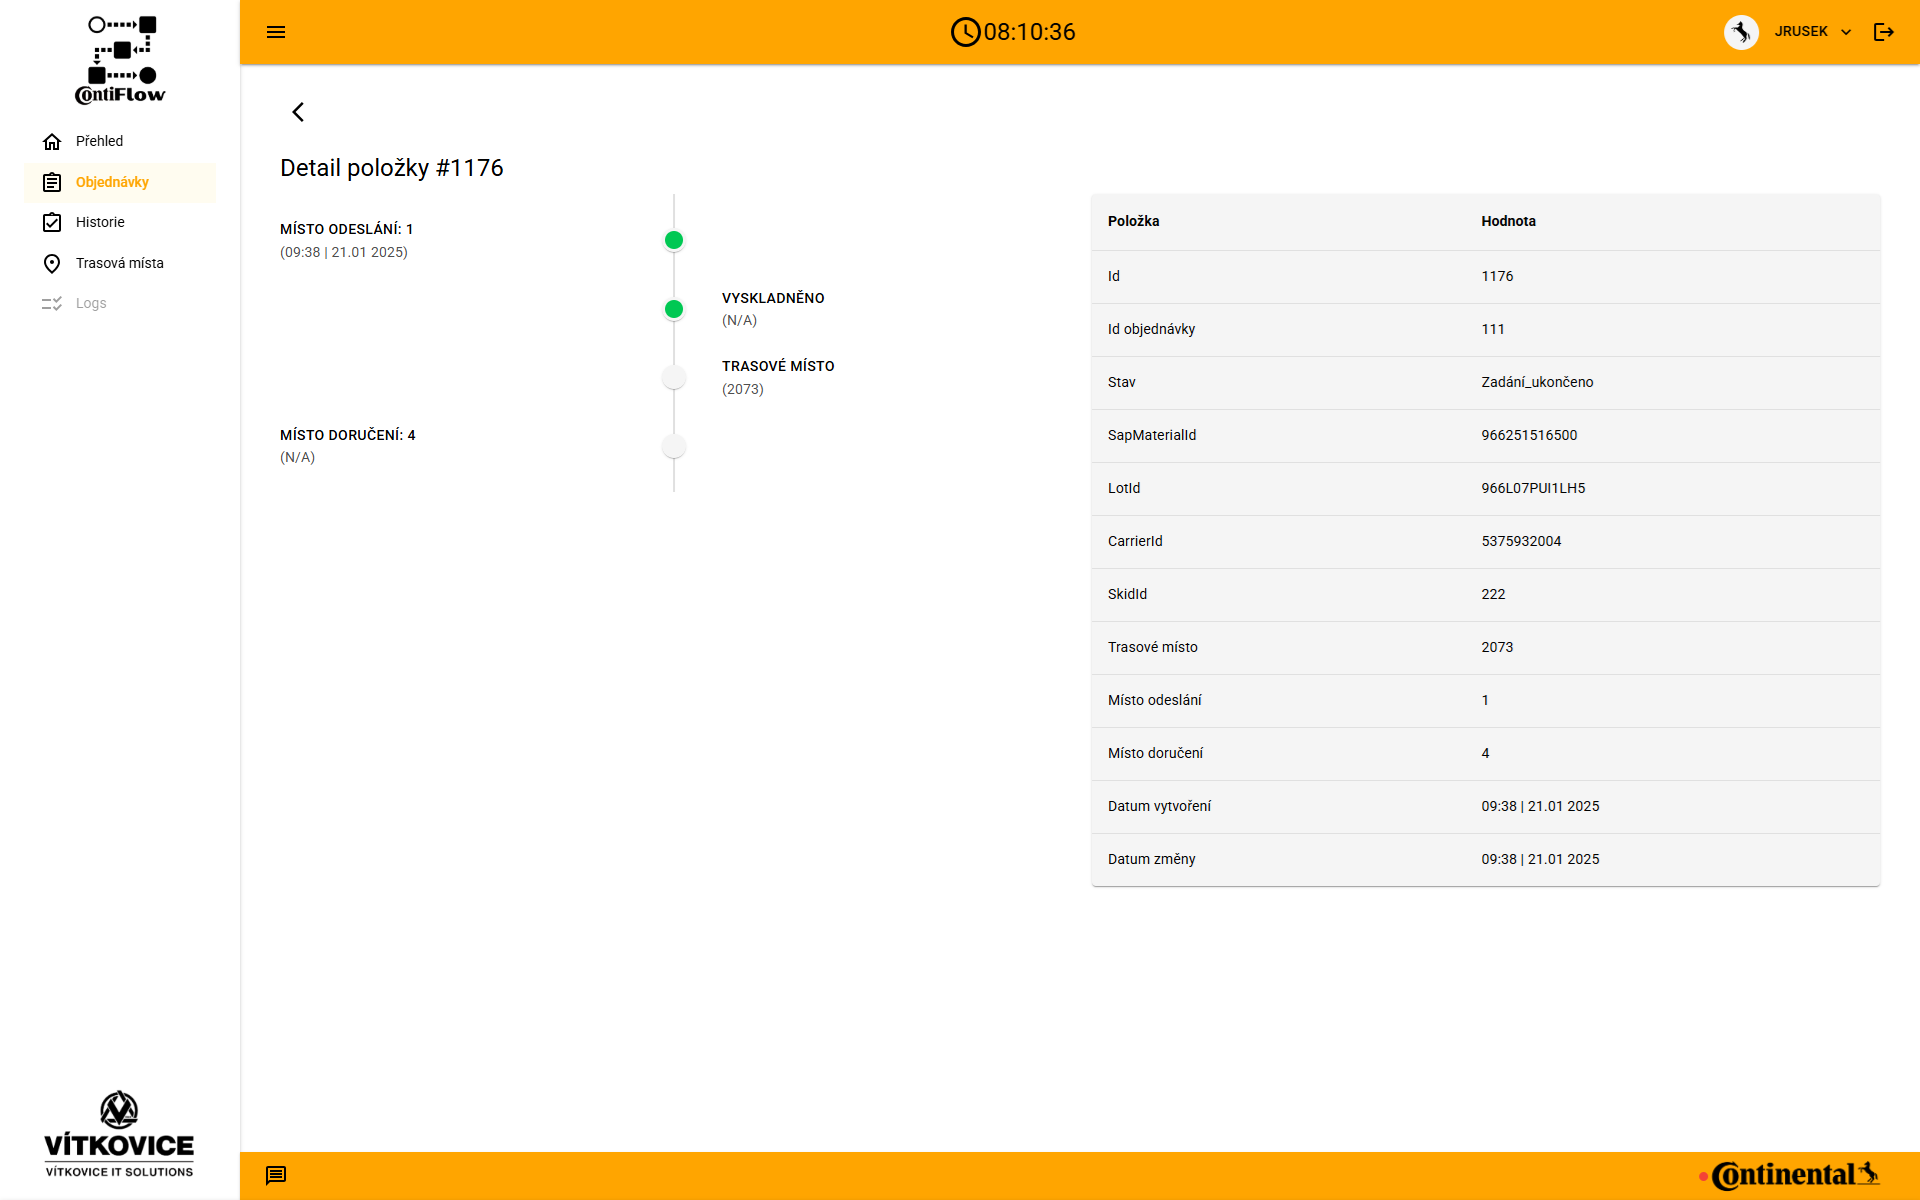 ContiFlow
Přehled
Objednávky
Historie
Trasová místa
Logs
VÍTKOVICE
VÍTKOVICE IT SOLUTIONS
08:10:36
JRUSEK
Detail položky #1176
MÍSTO ODESLÁNÍ: 1
(09:38 | 21.01 2025)
VYSKLADNĚNO
(N/A)
TRASOVÉ MÍSTO
(2073)
MÍSTO DORUČENÍ: 4
(N/A)
Položka Hodnota
Id 1176
Id objednávky 111
Stav Zadání_ukončeno
SapMaterialId 966251516500
LotId 966L07PUI1LH5
CarrierId 5375932004
SkidId 222
Trasové místo 2073
Místo odeslání 1
Místo doručení 4
Datum vytvoření 09:38 | 21.01 2025
Datum změny 09:38 | 21.01 2025
Continental